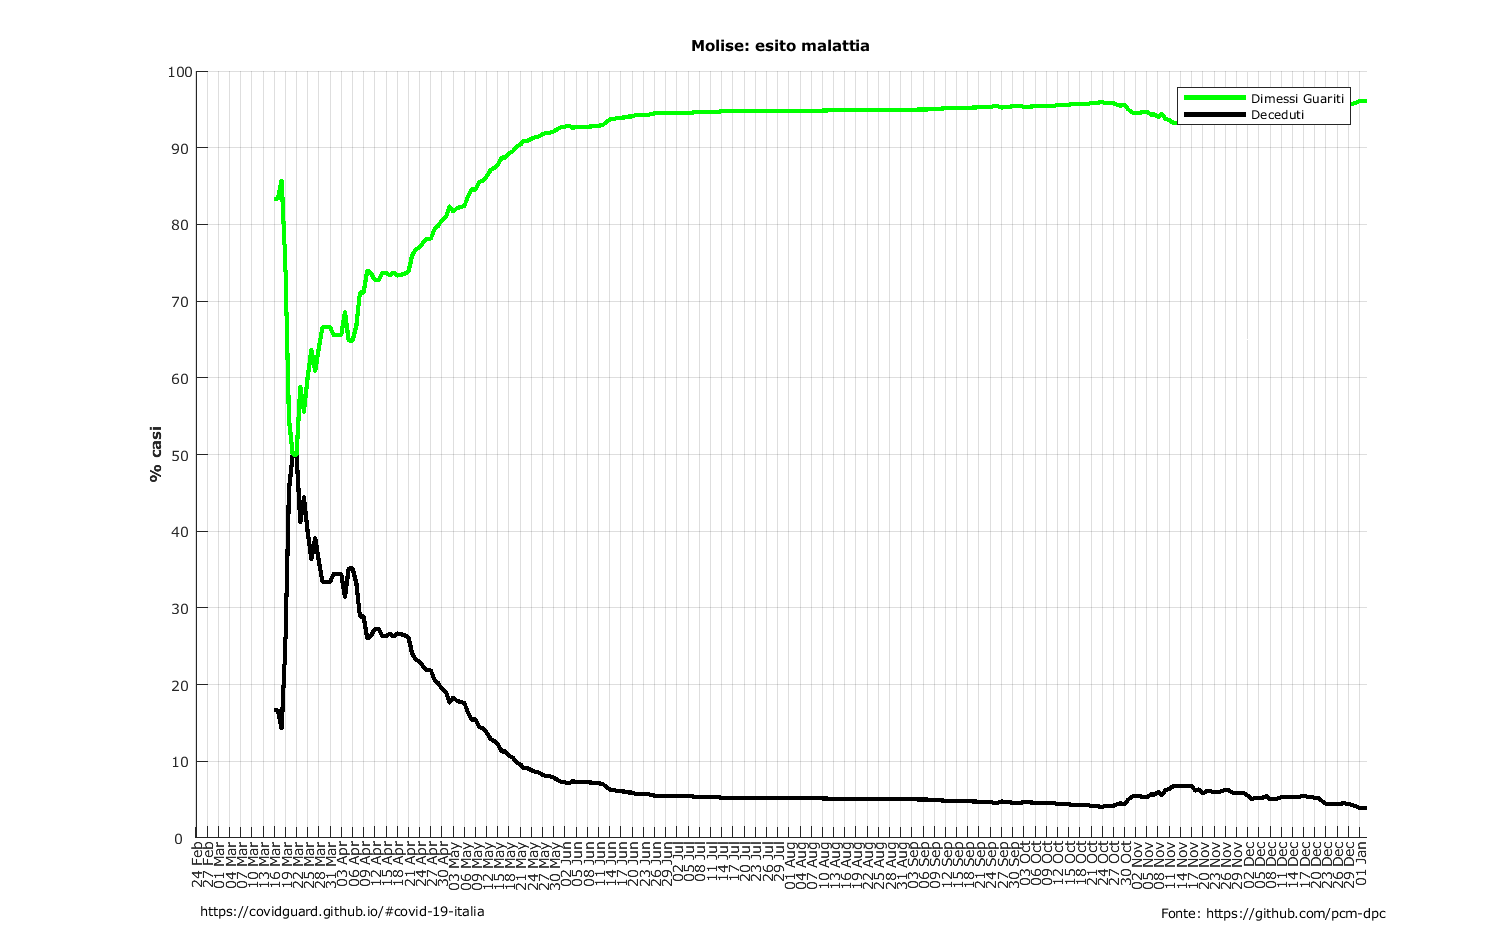 Molise: esito malattia
100
90
80
70
60
50
40
30
20
10
0
% casi
Dimessi Guariti
Deceduti
24 Feb
27 Feb
01 Mar
04 Mar
07 Mar
10 Mar
13 Mar
16 Mar
19 Mar
22 Mar
25 Mar
28 Mar
31 Mar
03 Apr
06 Apr
09 Apr
12 Apr
15 Apr
18 Apr
21 Apr
24 Apr
27 Apr
30 Apr
03 May
06 May
09 May
12 May
15 May
18 May
21 May
24 May
27 May
30 May
02 Jun
05 Jun
08 Jun
11 Jun
14 Jun
17 Jun
20 Jun
23 Jun
26 Jun
29 Jun
02 Jul
05 Jul
08 Jul
11 Jul
14 Jul
17 Jul
20 Jul
23 Jul
26 Jul
29 Jul
01 Aug
04 Aug
07 Aug
10 Aug
13 Aug
16 Aug
19 Aug
22 Aug
25 Aug
28 Aug
31 Aug
03 Sep
06 Sep
09 Sep
12 Sep
15 Sep
18 Sep
21 Sep
24 Sep
27 Sep
30 Sep
03 Oct
06 Oct
09 Oct
12 Oct
15 Oct
18 Oct
21 Oct
24 Oct
27 Oct
30 Oct
02 Nov
05 Nov
08 Nov
11 Nov
14 Nov
17 Nov
20 Nov
23 Nov
26 Nov
29 Nov
02 Dec
05 Dec
08 Dec
11 Dec
14 Dec
17 Dec
20 Dec
23 Dec
26 Dec
29 Dec
01 Jan
https://covidguard.github.io/#covid-19-italia
Fonte: https://github.com/pcm-dpc